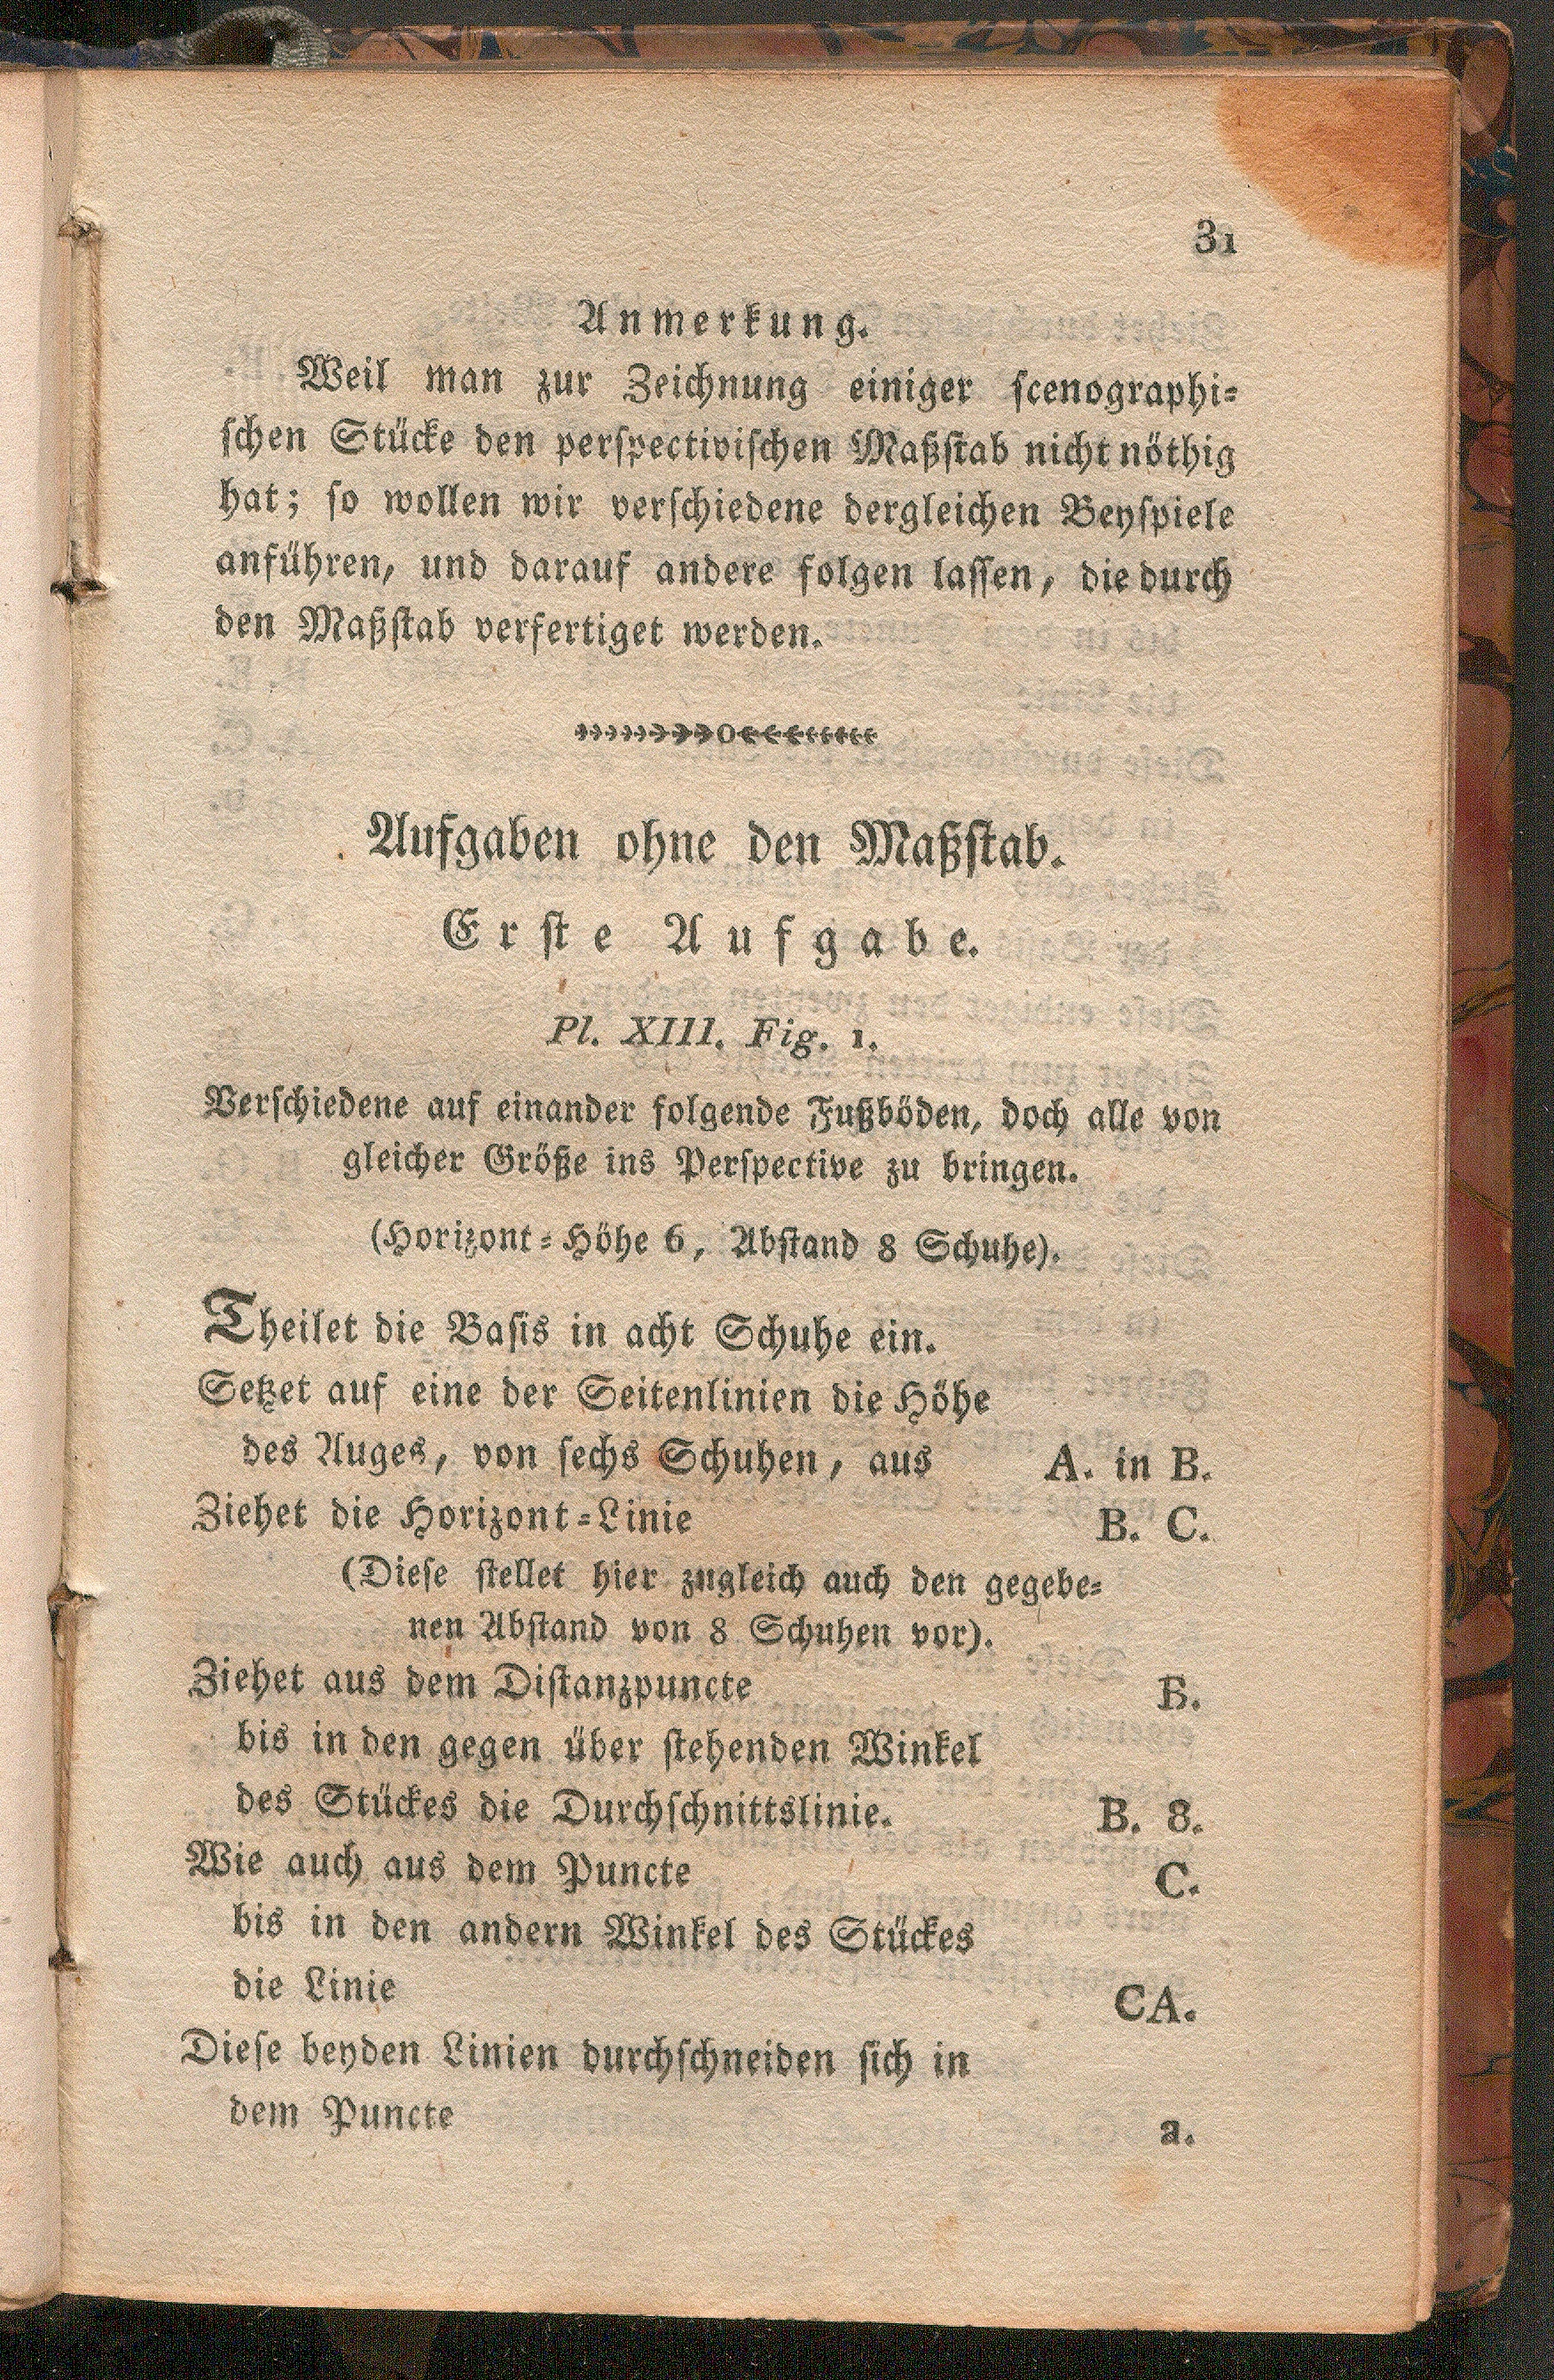 31
Anmerkung.
Weil man zur Zeichnung einiger scenographi-
schen Stücke den perspectivischen Maßstab nicht nöthig
hat; so wollen wir verschiedene dergleichen Beyspiele
anführen, und darauf andere folgen lassen, die durch
den Maßstab verfertiget werden.
Aufgaben ohne den Maßstab.
Erste Aufgabe.
Pl. XIII. Fig. 1.
Verschiedene auf einander folgende Fußböden, doch alle von
gleicher Größe ins Perspective zu bringen.
(Horizont-Höhe 6, Abstand 8 Schuhe).
Theilet die Basis in acht Schuhe ein.
Setzet auf eine der Seitenlinien die Höhe
des Auges, von sechs Schuhen, aus A. in B.
Ziehet die Horizont-Linie B. C.
(Diese stellet hier zugleich auch den gegebe-
nen Abstand von 8 Schuhen vor).
Ziehet aus dem Distanzpuncte B.
bis in den gegen über stehenden Winkel
des Stückes die Durchschnittslinie. B. 8.
Wie auch aus dem Puncte C.
bis in den andern Winkel des Stückes
die Linie CA.
Diese beyden Linien durchschneiden sich in
dem Puncte a.